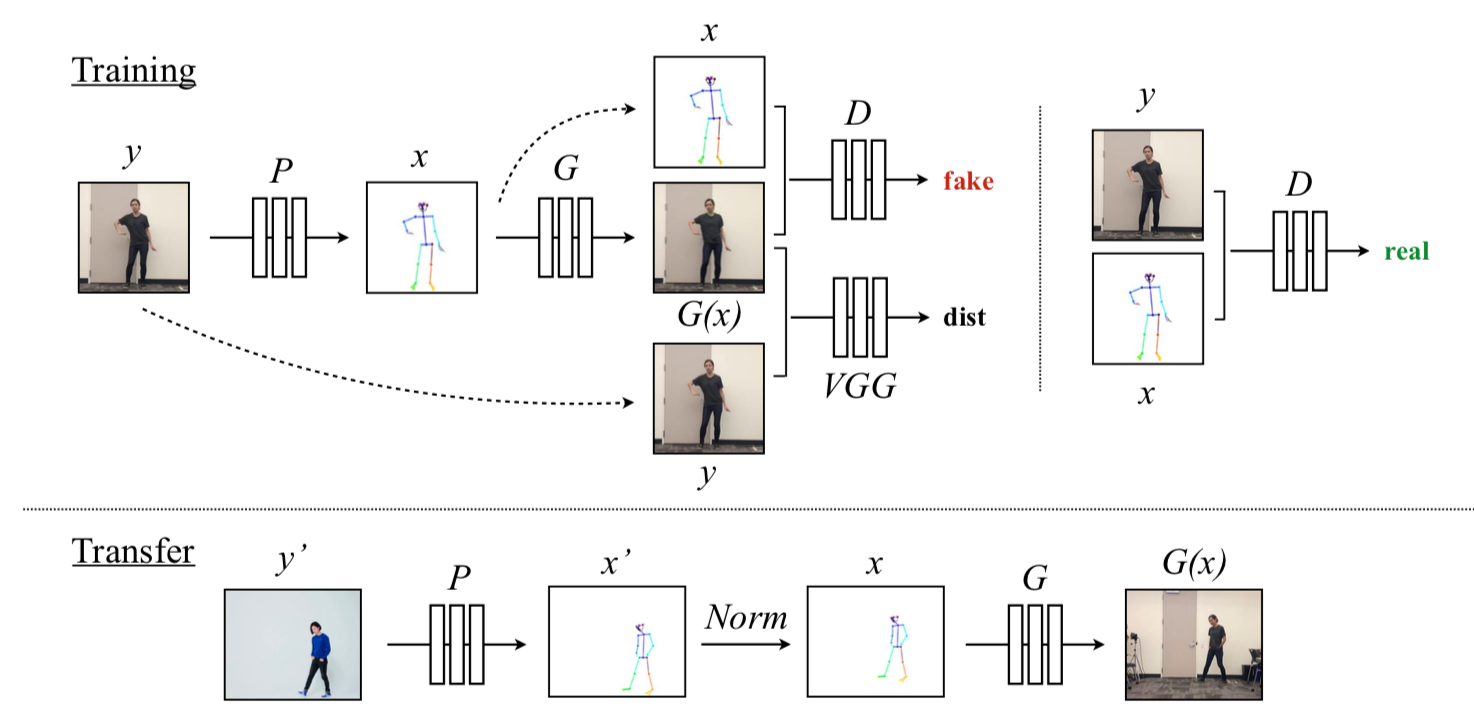 Training
y
P
x
G
x
G(x)
y
D
fake
VGG
dist
y
x
D
real
Transfer
y’
P
x’
Norm
x
G
G(x)